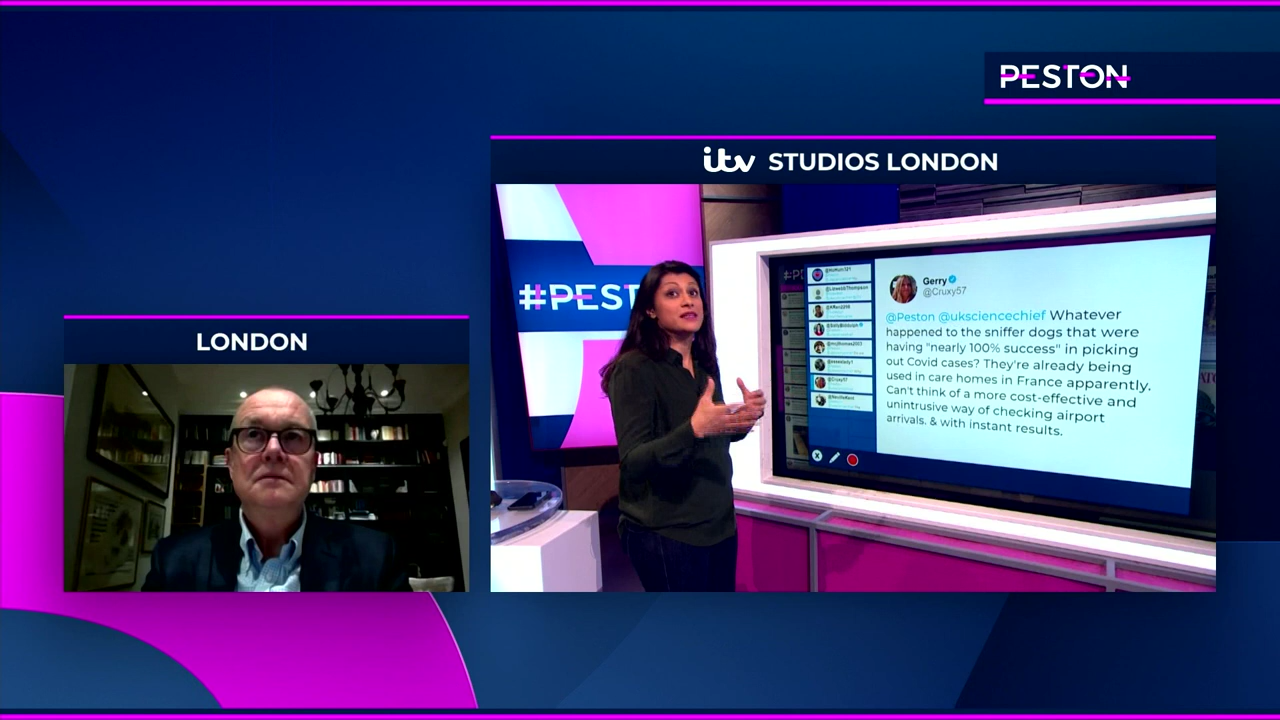 PESTON
itv STUDIOS LONDON
LONDON
#PEST
Gerry
@Cruxy57
@Peston @uksciencechief Whatever
happened to the sniffer dogs that were
having "nearly 100% success" in picking
out Covid cases? They're already being
used in care homes in France apparently.
Can't think of a more cost-effective and
unintrusive way of checking airport
arrivals. & with instant results.
@Cruxy57